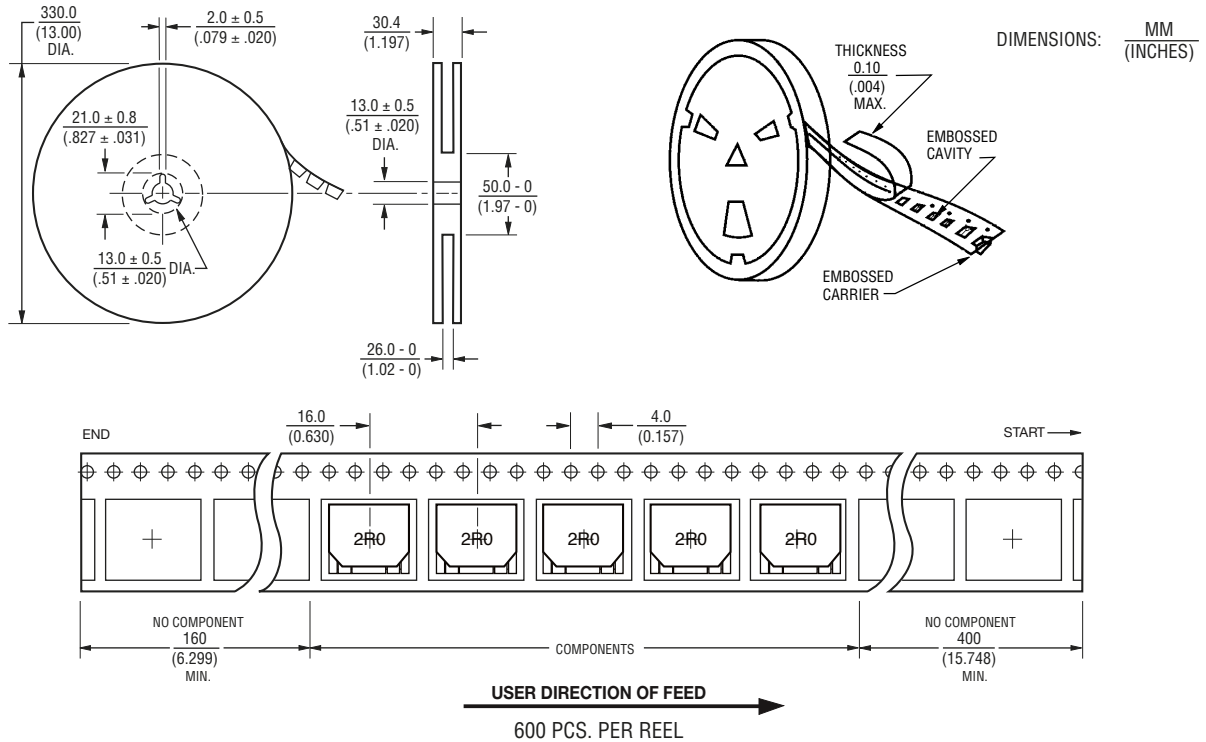 330.0
(13.00)
DIA.
2.0 ± 0.5
(.079 ± .020)
21.0 ± 0.8
(.827 ± .031)
13.0 ± 0.5
(.51 ± .020)
DIA.
30.4
(1.197)
13.0 ± 0.5
(.51 ± .020)
DIA.
50.0 - 0
(1.97 - 0)
26.0 - 0
(1.02 - 0)
THICKNESS
0.10
(.004)
MAX.
EMBOSSED
CAVITY
EMBOSSED
CARRIER
DIMENSIONS: MM
(INCHES)
END
16.0
(0.630)
4.0
(0.157)
START
2R0 2R0 2R0 2R0 2R0
NO COMPONENT
160
(6.299)
MIN.
COMPONENTS
NO COMPONENT
400
(15.748)
MIN.
USER DIRECTION OF FEED
600 PCS. PER REEL